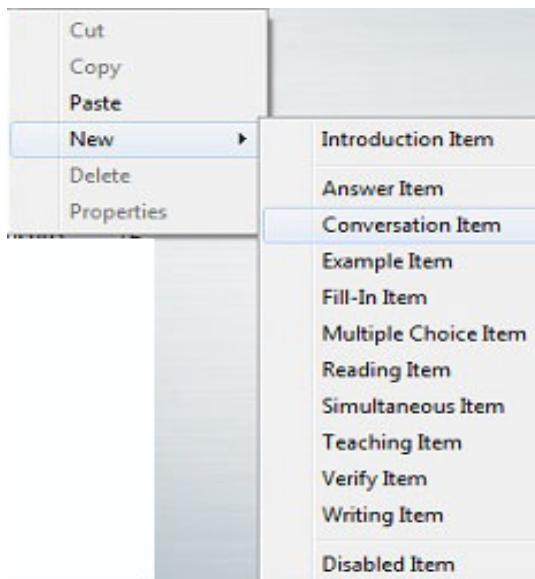 Cut
Copy
Paste
New
Delete
Properties
Introduction Item
Answer Item
Conversation Item
Example Item
Fill-In Item
Multiple Choice Item
Reading Item
Simultaneous Item
Teaching Item
Verify Item
Writing Item
Disabled Item